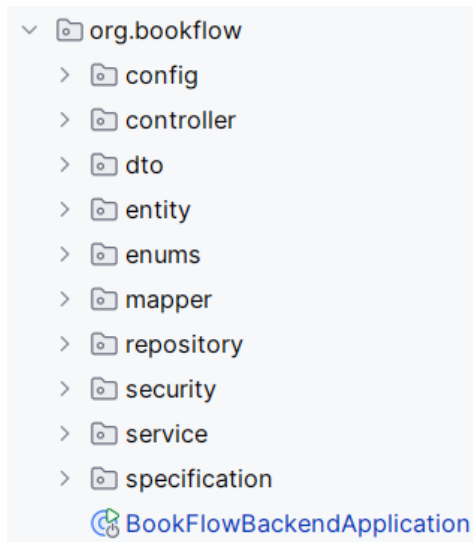 org.bookflow
config
controller
dto
entity
enums
mapper
repository
security
service
specification
BookFlowBackendApplication